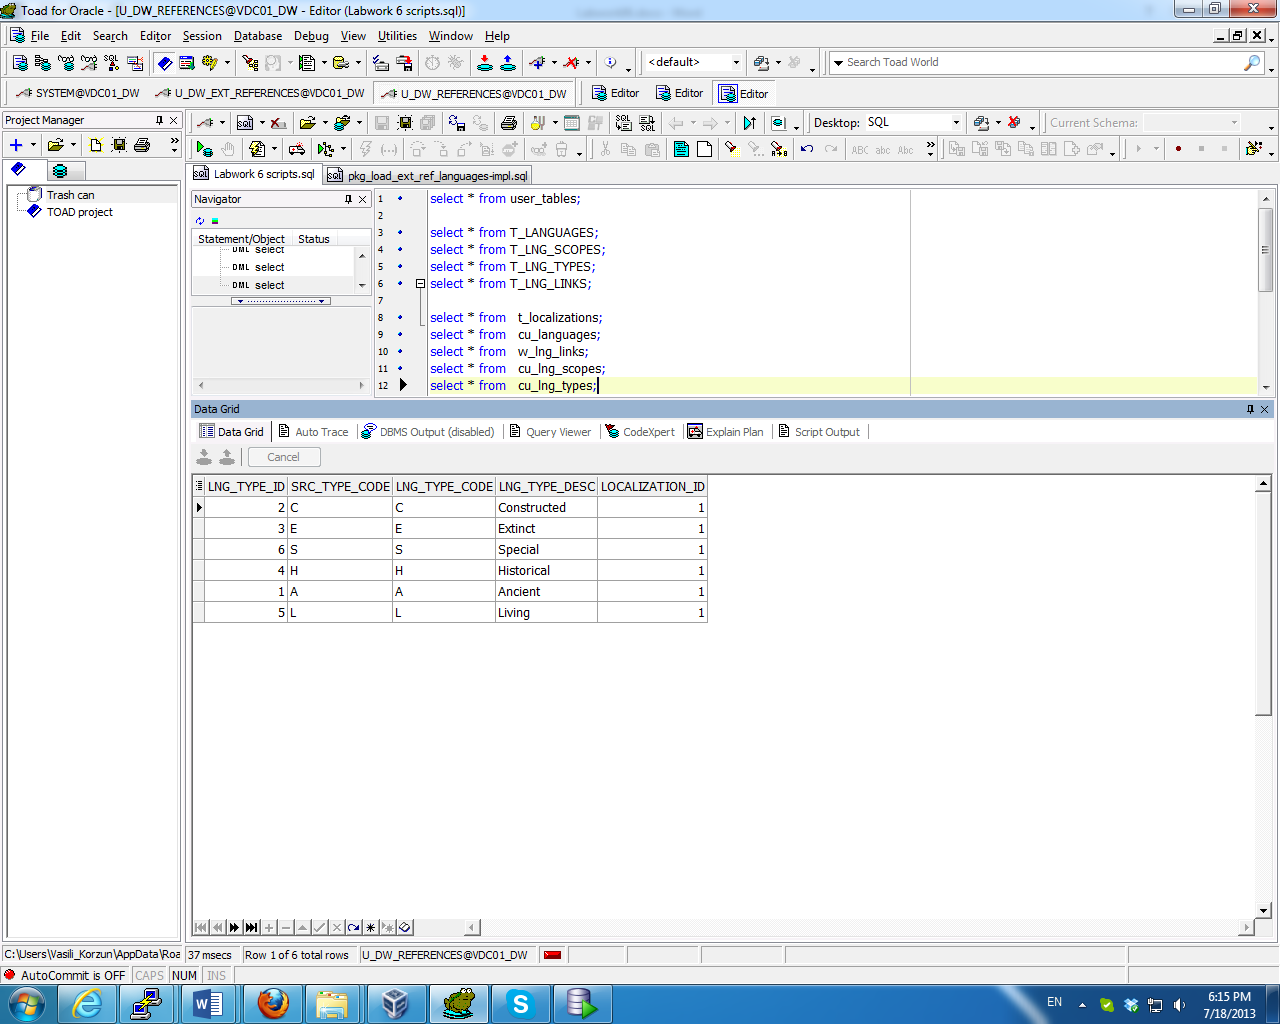 Toad for Oracle - [U_DW_REFERENCES@VDC01_DW - Editor (Labwork 6 scripts.sql)]
File Edit Search Editor Session Database Debug View Utilities Window Help
<default> Search Toad World
SYSTEM@VDC01_DW U_DW_EXT_REFERENCES@VDC01_DW U_DW_REFERENCES@VDC01_DW Editor Editor Editor
Project Manager
Desktop: SQL Current Schema:
Labwork 6 scripts.sql pkg_load_ext_ref_languages-impl.sql
Trash can
TOAD project
Navigator
Statement/Object Status
DML select
DML select
DML select
1 select * from user_tables;
2
3 select * from T_LANGUAGES;
4 select * from T_LNG_SCOPES;
5 select * from T_LNG_TYPES;
6 select * from T_LNG_LINKS;
7
8 select * from t_localizations;
9 select * from cu_languages;
10 select * from w_lng_links;
11 select * from cu_lng_scopes;
12 select * from cu_lng_types;
Data Grid
Data Grid Auto Trace DBMS Output (disabled) Query Viewer CodeXpert Explain Plan Script Output
Cancel
LNG_TYPE_ID SRC_TYPE_CODE LNG_TYPE_CODE LNG_TYPE_DESC LOCALIZATION_ID
2 C C Constructed 1
3 E E Extinct 1
6 S S Special 1
4 H H Historical 1
1 A A Ancient 1
5 L L Living 1
C:\Users\Vasili_Korzun\AppData\Roa 37 msecs Row 1 of 6 total rows U_DW_REFERENCES@VDC01_DW
AutoCommit is OFF CAPS NUM INS
EN 6:15 PM
7/18/2013